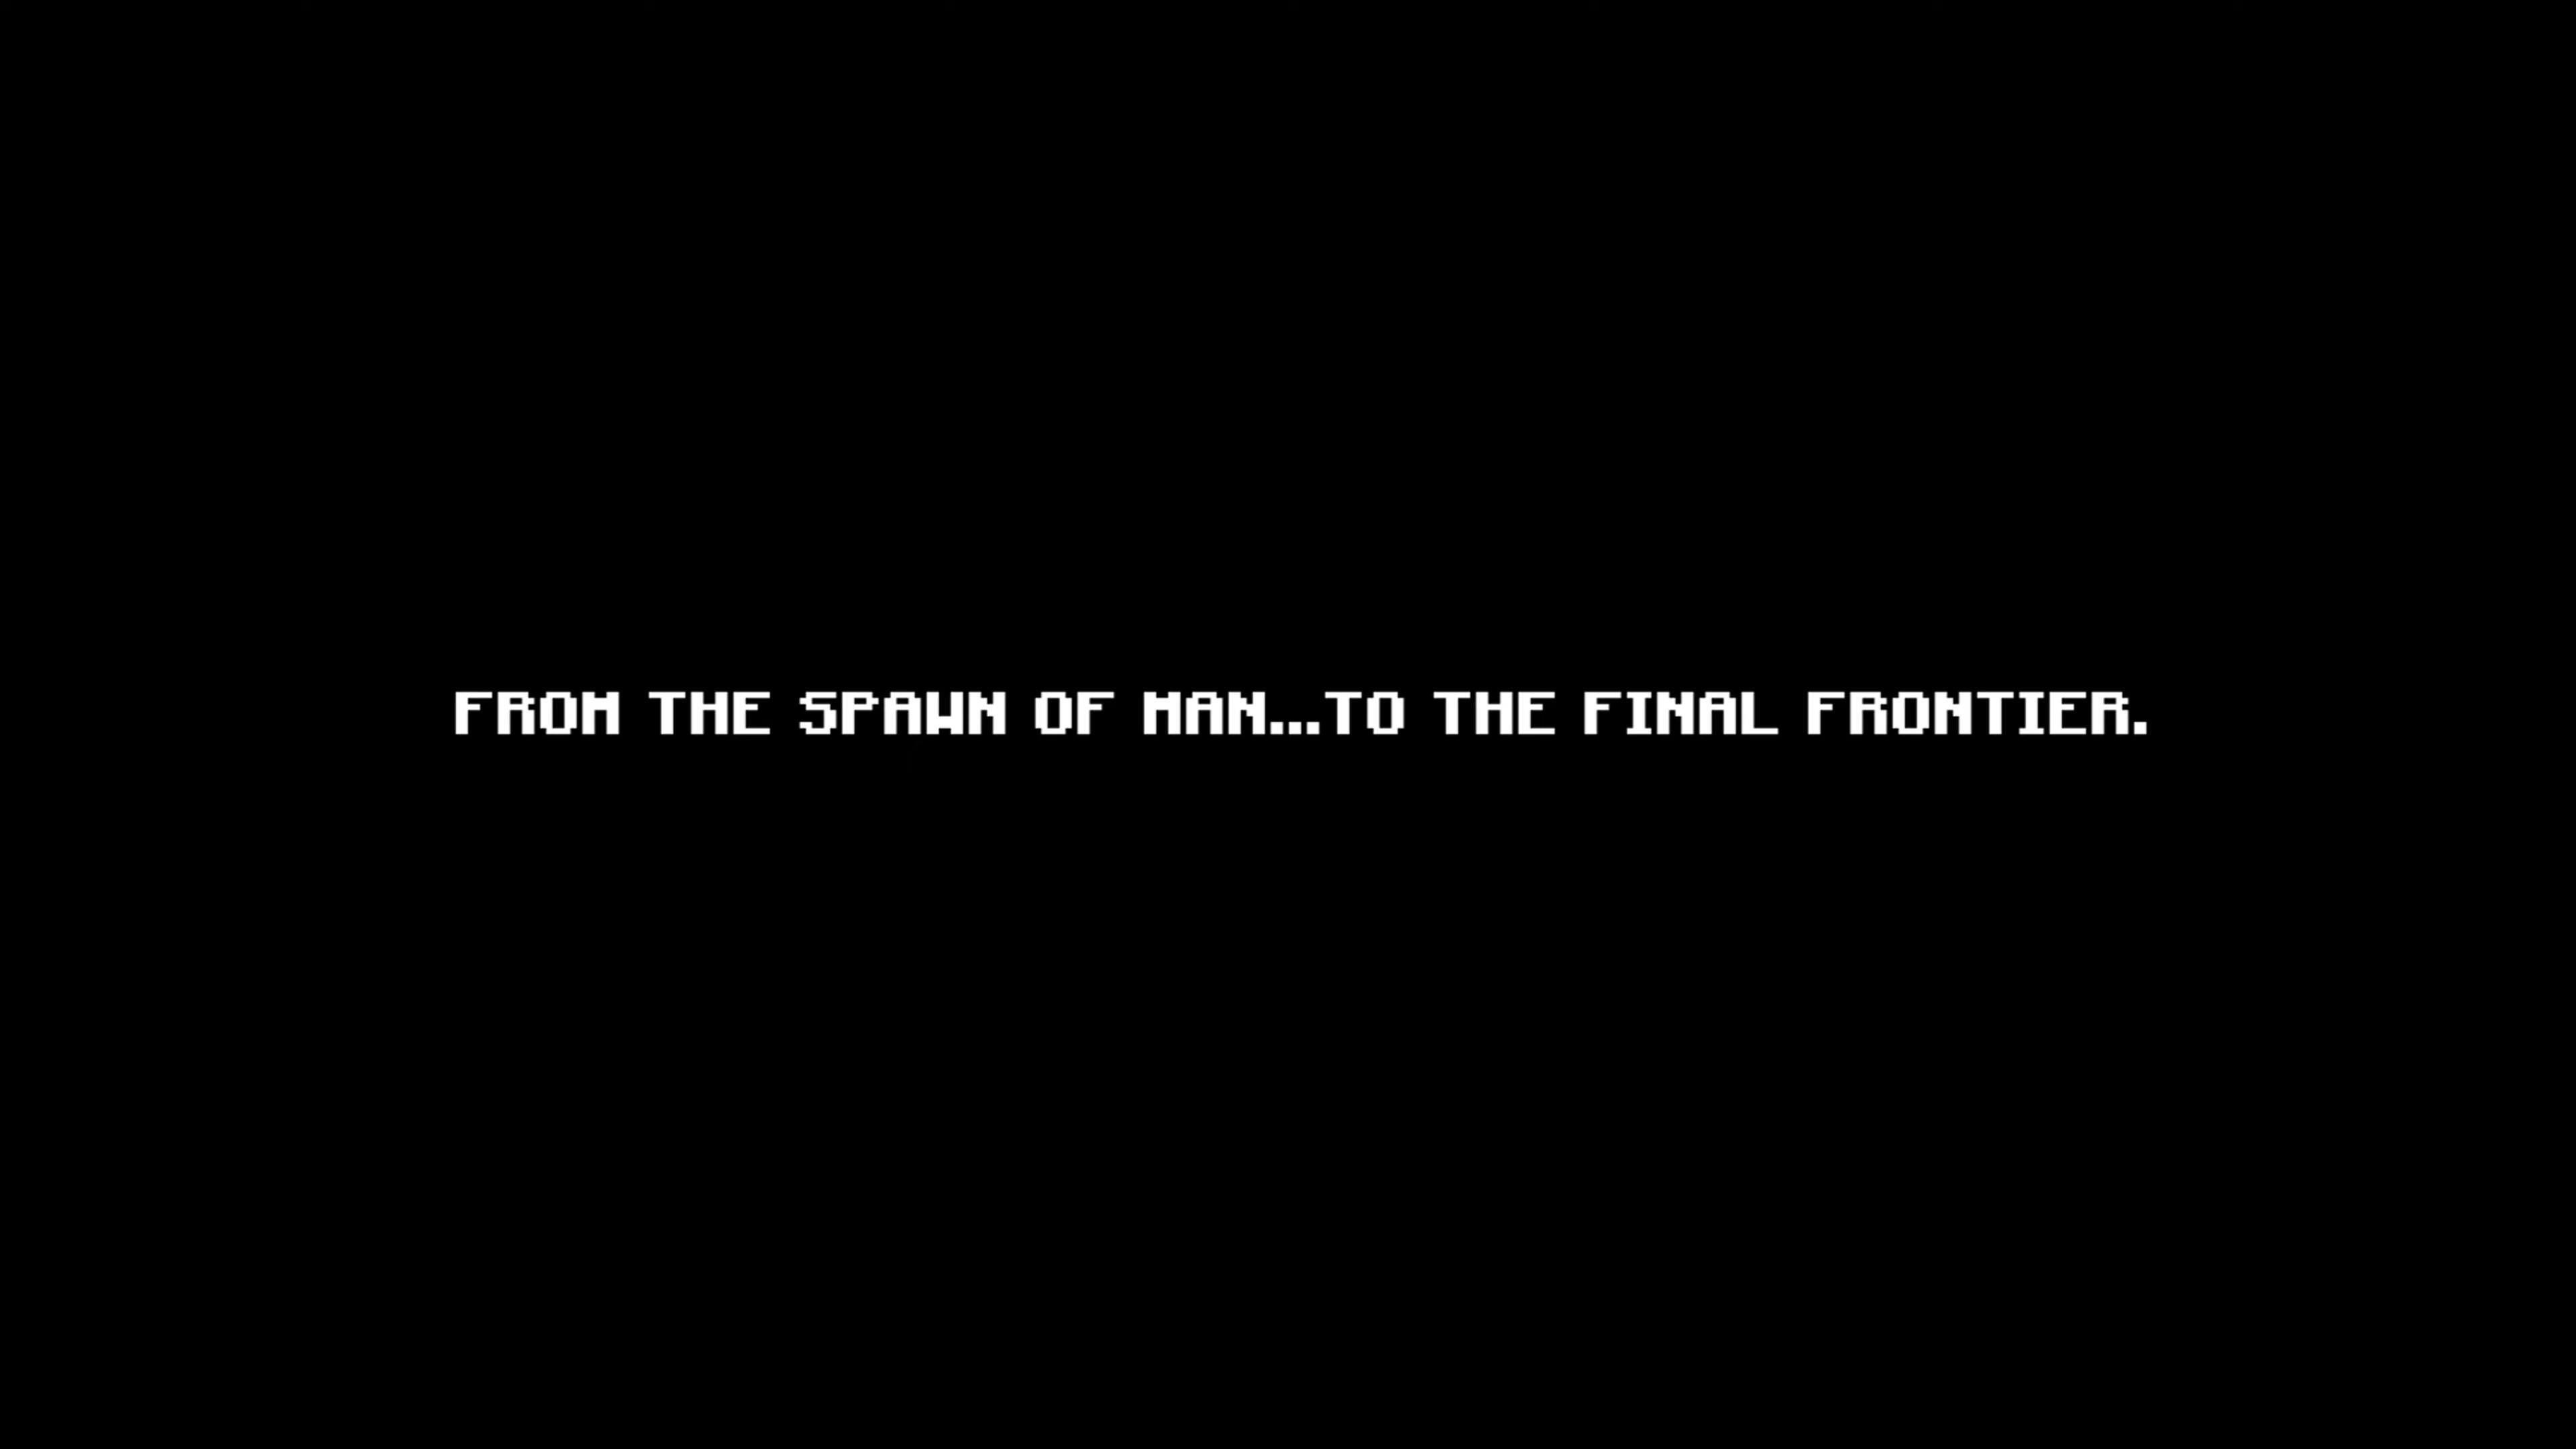 FROM THE SPAWN OF MAN...TO THE FINAL FRONTIER.